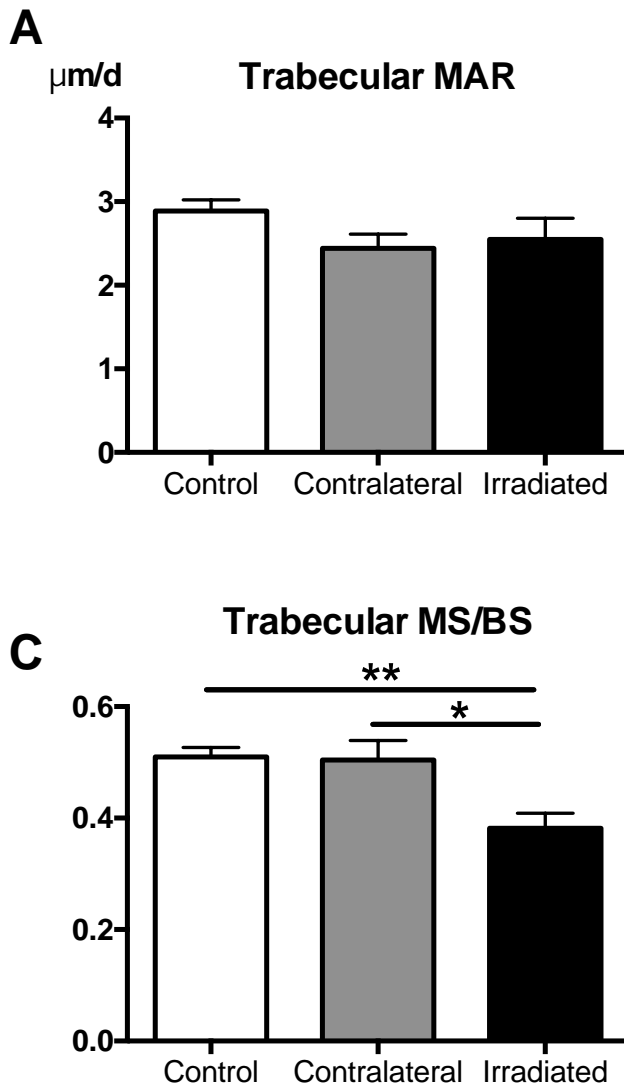 A
µm/d Trabecular MAR
4
3
2
1
0
Control Contralateral Irradiated
Trabecular MS/BS
C
**
*
0.6
0.4
0.2
0.0
Control Contralateral Irradiated